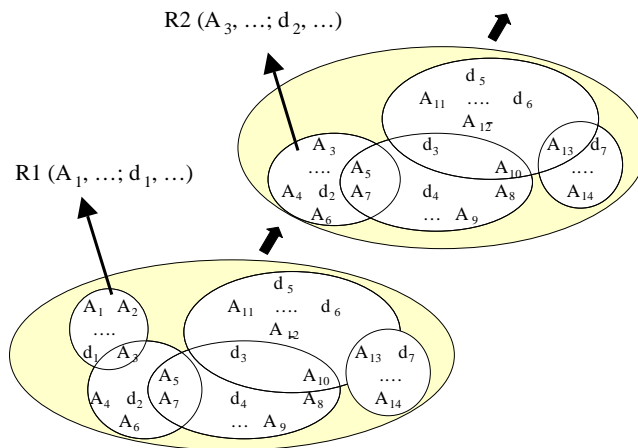 R2 (A3, …; d2, …)
d5
A11 …. d6
A12
A3 d3 A13 d7
…. A5 A10 ….
A4 d2 A7 d4 A8 A14
A6 … A9
R1 (A1, …; d1, …)
d5
A1 A2 A11 …. d6
…. A12
d1 A3 d3 A13 d7
A5 A10 ….
A4 d2 A7 d4 A8 A14
A6 … A9